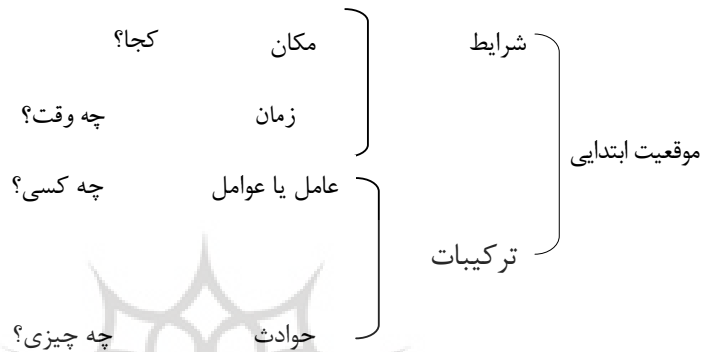 شرایط مکان کجا؟
زمان چه وقت؟
موقعیت ابتدایی
عامل یا عوامل چه کسی؟
ترکیبات
حوادث چه چیزی؟